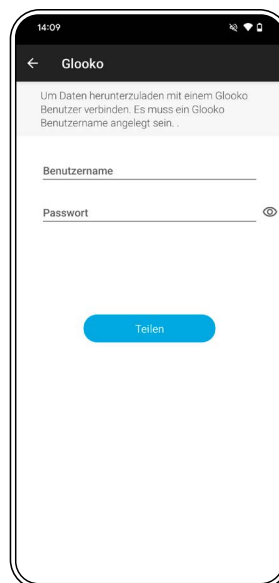 14:09
Glooko
Um Daten herunterzuladen mit einem Glooko
Benutzer verbinden. Es muss ein Glooko
Benutzername angelegt sein. .
Benutzername
Passwort
Teilen